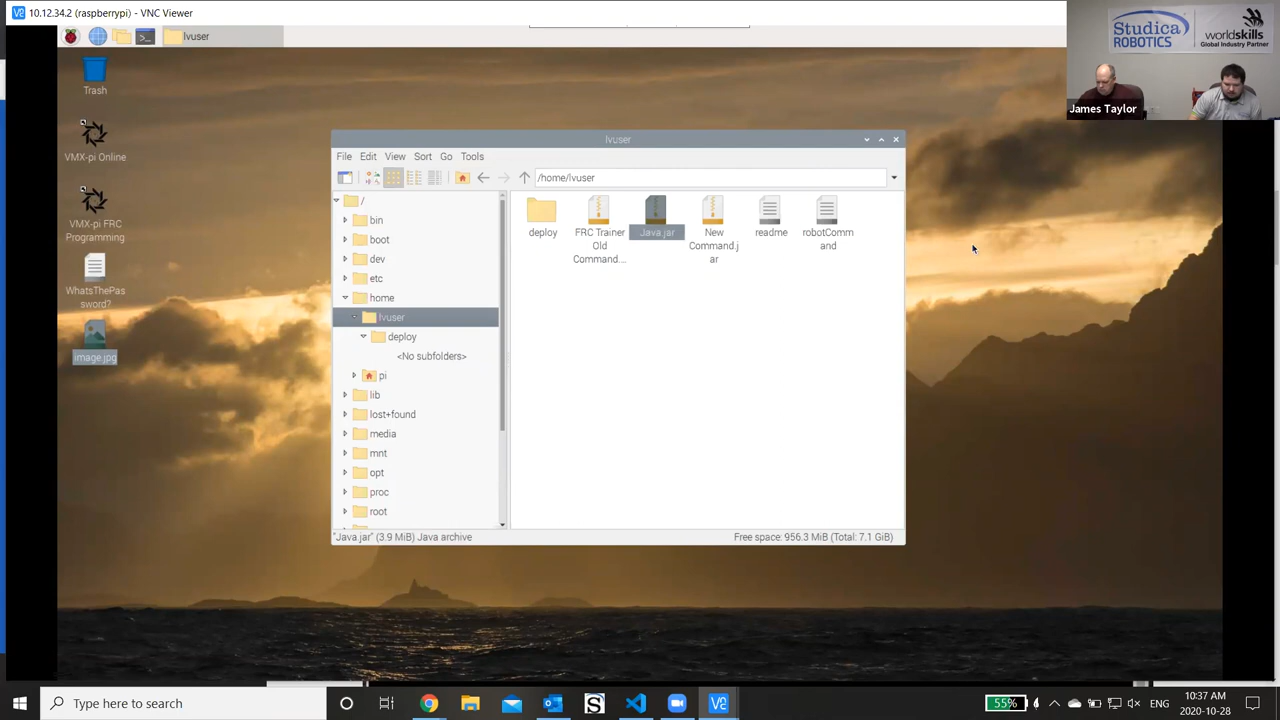 10.12.34.2 (raspberrypi) - VNC Viewer
lvuser
Studica
ROBOTICS
worldskills
Global Industry Partner
James Taylor
Trash
VMX-pi Online
VMX-pi FRC
Programming
WhatsThePas
sword?
image.jpg
lvuser
File Edit View Sort Go Tools
/home/lvuser
/
bin
boot
dev
etc
home
lvuser
deploy
<No subfolders>
pi
lib
lost+found
media
mnt
opt
proc
root
deploy
FRC Trainer
Old
Command....
Java.jar
New
Command.j
ar
readme
robotComm
and
"Java.jar" (3.9 MiB) Java archive
Free space: 956.3 MiB (Total: 7.1 GiB)
Type here to search
55%
ENG
10:37 AM
2020-10-28